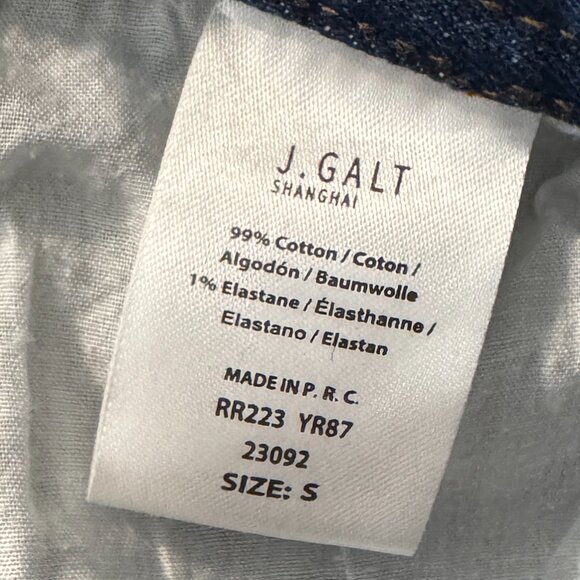 J.GALT
SHANGHAI
99% Cotton / Coton /
Algodón / Baumwolle
1% Elastane / Élasthanne /
Elastano / Elastan
MADE IN P. R. C.
RR223 YR87
23092
SIZE: S